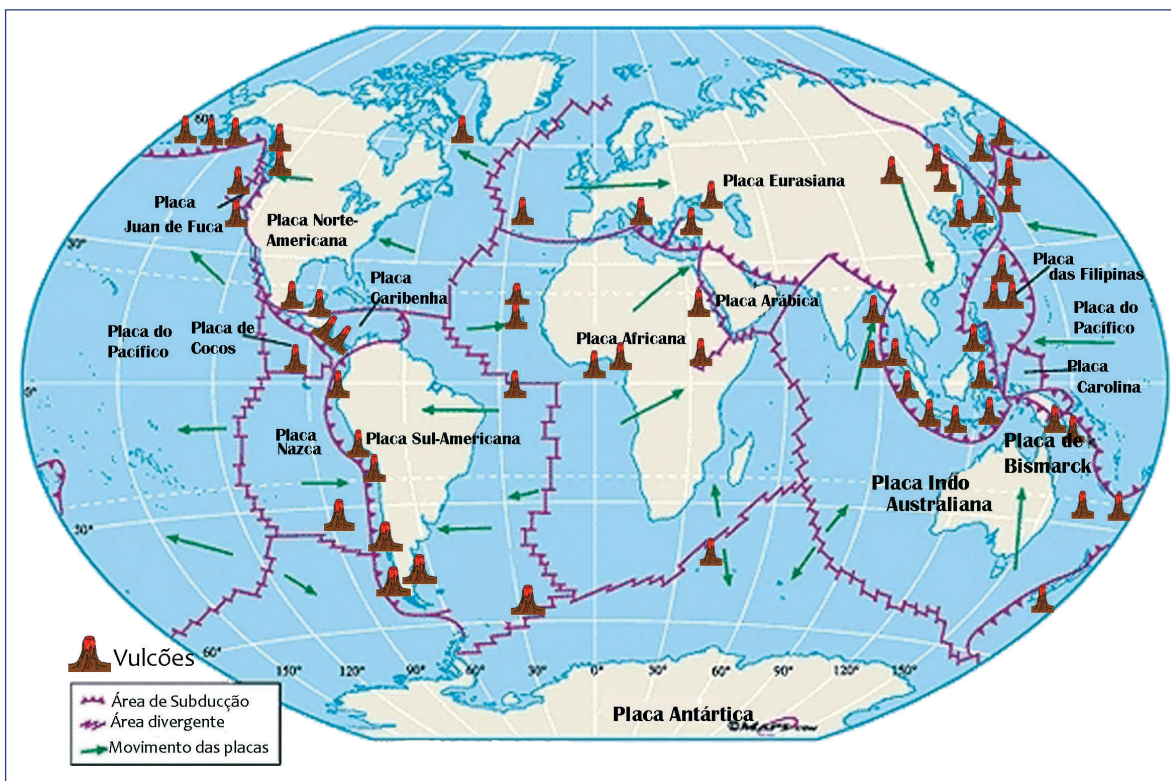 60°
Placa
Juan de Fuca
Placa Norte-
Americana
Placa Eurasiana
30°
Placa
Caribenha
Placa
das Filipinas
Placa Arábica
Placa do
Pacífico
Placa de
Cocos
Placa Africana
Placa do
Pacífico
Placa
Carolina
0°
Placa
Nazca
Placa Sul-Americana
Placa de
Bismarck
Placa Indo
Australiana
30°
60°
150°
120°
90°
60°
30°
0°
30°
60°
90°
120°
150°
Placa Antártica
Vulcões
Área de Subducção
Área divergente
Movimento das placas